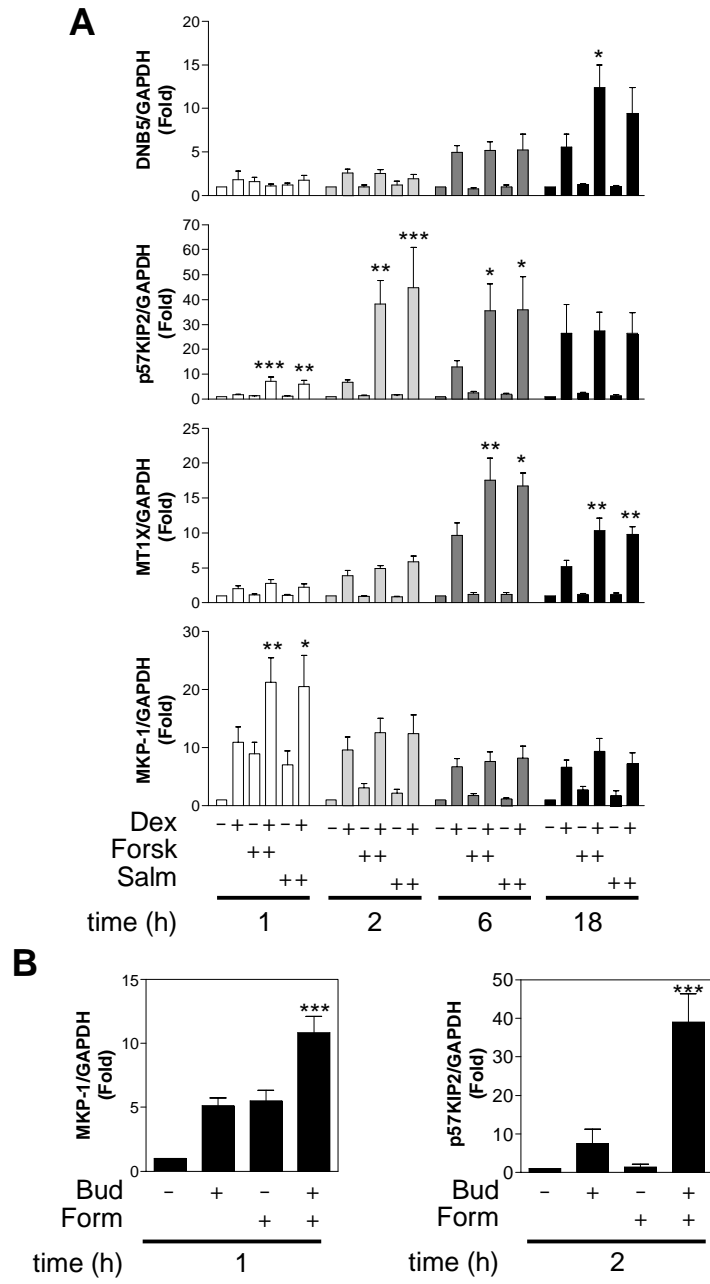 A
DNB5/GAPDH
(Fold)
20
15
10
5
0
*
p57KIP2/GAPDH
(Fold)
70
60
50
40
30
20
10
0
*** ** ** *** * *
MT1X/GAPDH
(Fold)
25
20
15
10
5
0
** * ** **
MKP-1/GAPDH
(Fold)
30
20
10
0
** *
Dex - + - + - + - + - + - + - + - + - + - + - + - +
Forsk ++ ++ ++ ++
Salm ++ ++ ++ ++
time (h) 1 2 6 18
B
MKP-1/GAPDH
(Fold)
15
10
5
0
***
Bud - + - +
Form + +
time (h) 1
p57KIP2/GAPDH
(Fold)
50
40
30
20
10
0
***
Bud - + - +
Form + +
time (h) 2